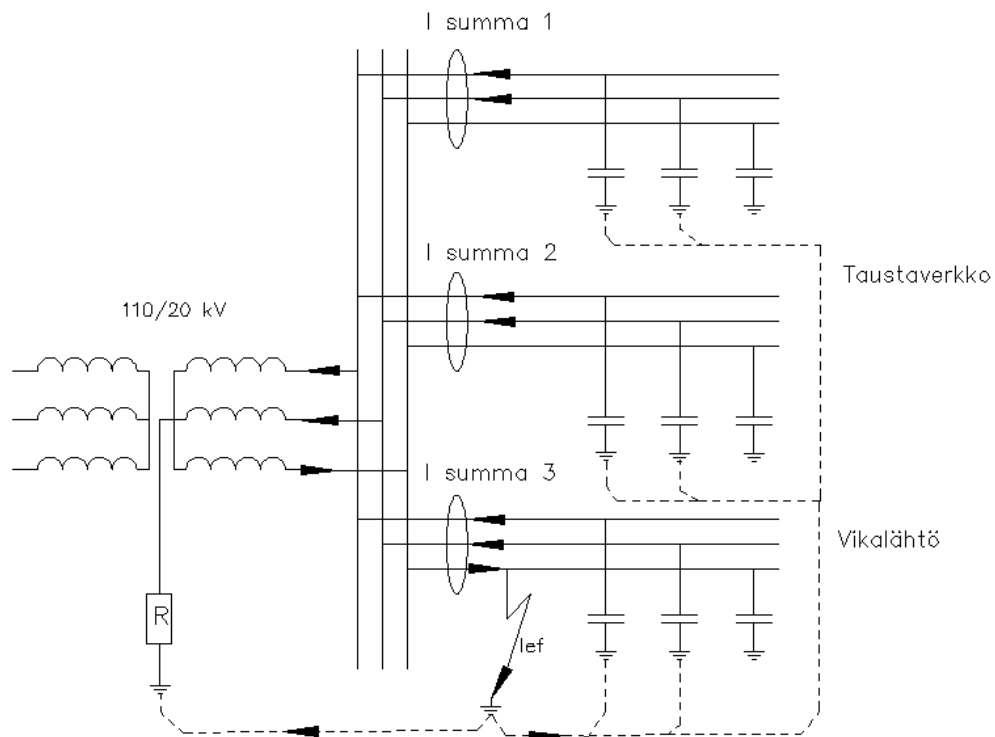 I summa 1
I summa 2
Taustaverkko
110/20 kV
I summa 3
Vikalähtö
R
Ief